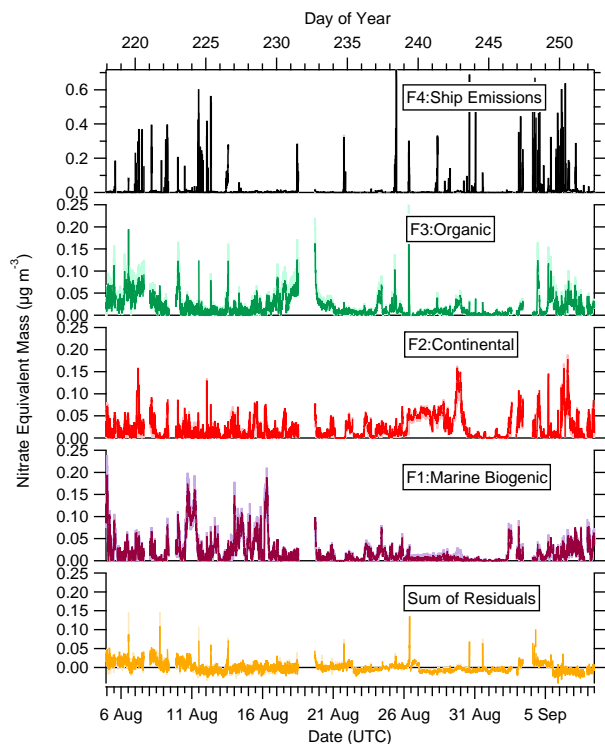 Day of Year
220 225 230 235 240 245 250
F4:Ship Emissions
0.6
0.4
0.2
0.0
F3:Organic
0.25
0.20
0.15
0.10
0.05
0.00
F2:Continental
0.25
0.20
0.15
0.10
0.05
0.00
F1:Marine Biogenic
0.25
0.20
0.15
0.10
0.05
0.00
Sum of Residuals
0.25
0.20
0.15
0.10
0.05
0.00
Nitrate Equivalent Mass (µg m⁻³)
6 Aug 11 Aug 16 Aug 21 Aug 26 Aug 31 Aug 5 Sep
Date (UTC)